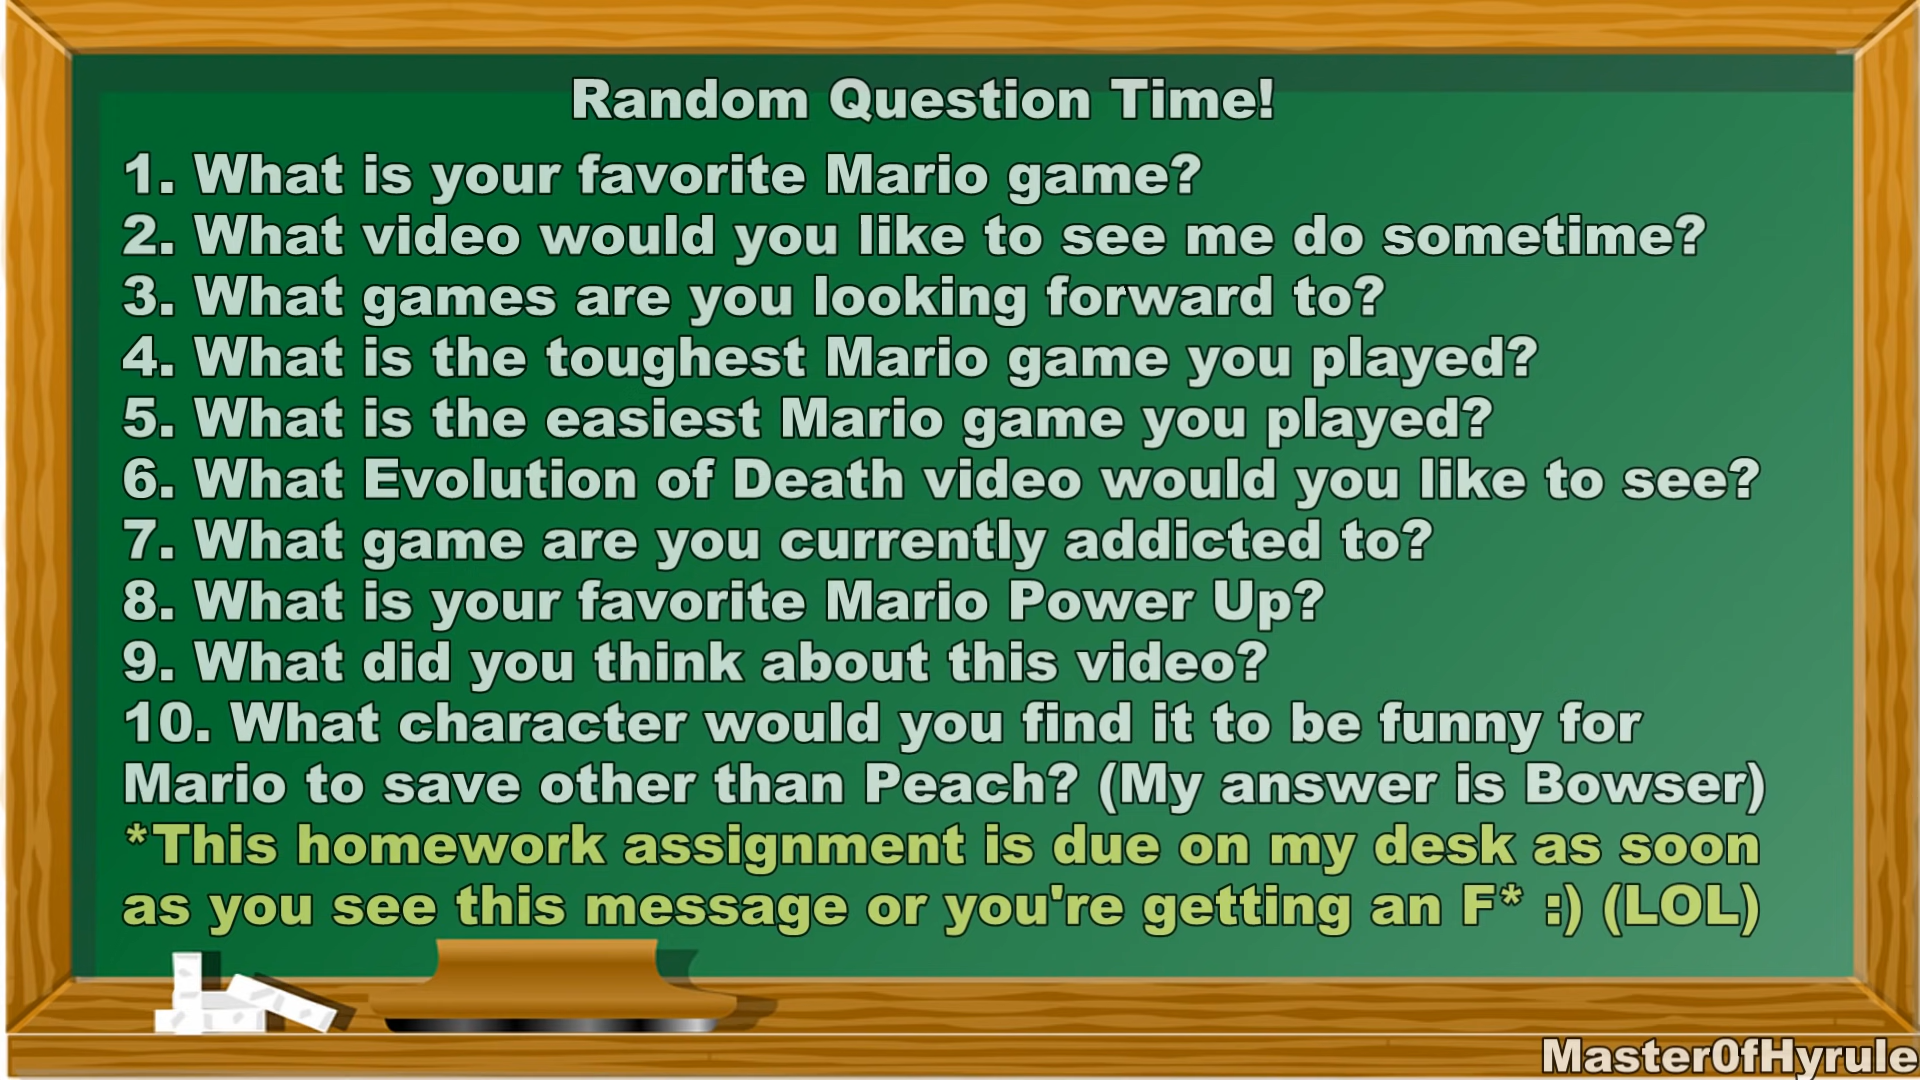 Random Question Time!
1. What is your favorite Mario game?
2. What video would you like to see me do sometime?
3. What games are you looking forward to?
4. What is the toughest Mario game you played?
5. What is the easiest Mario game you played?
6. What Evolution of Death video would you like to see?
7. What game are you currently addicted to?
8. What is your favorite Mario Power Up?
9. What did you think about this video?
10. What character would you find it to be funny for
Mario to save other than Peach? (My answer is Bowser)
*This homework assignment is due on my desk as soon
as you see this message or you're getting an F* :) (LOL)
Master0fHyrule